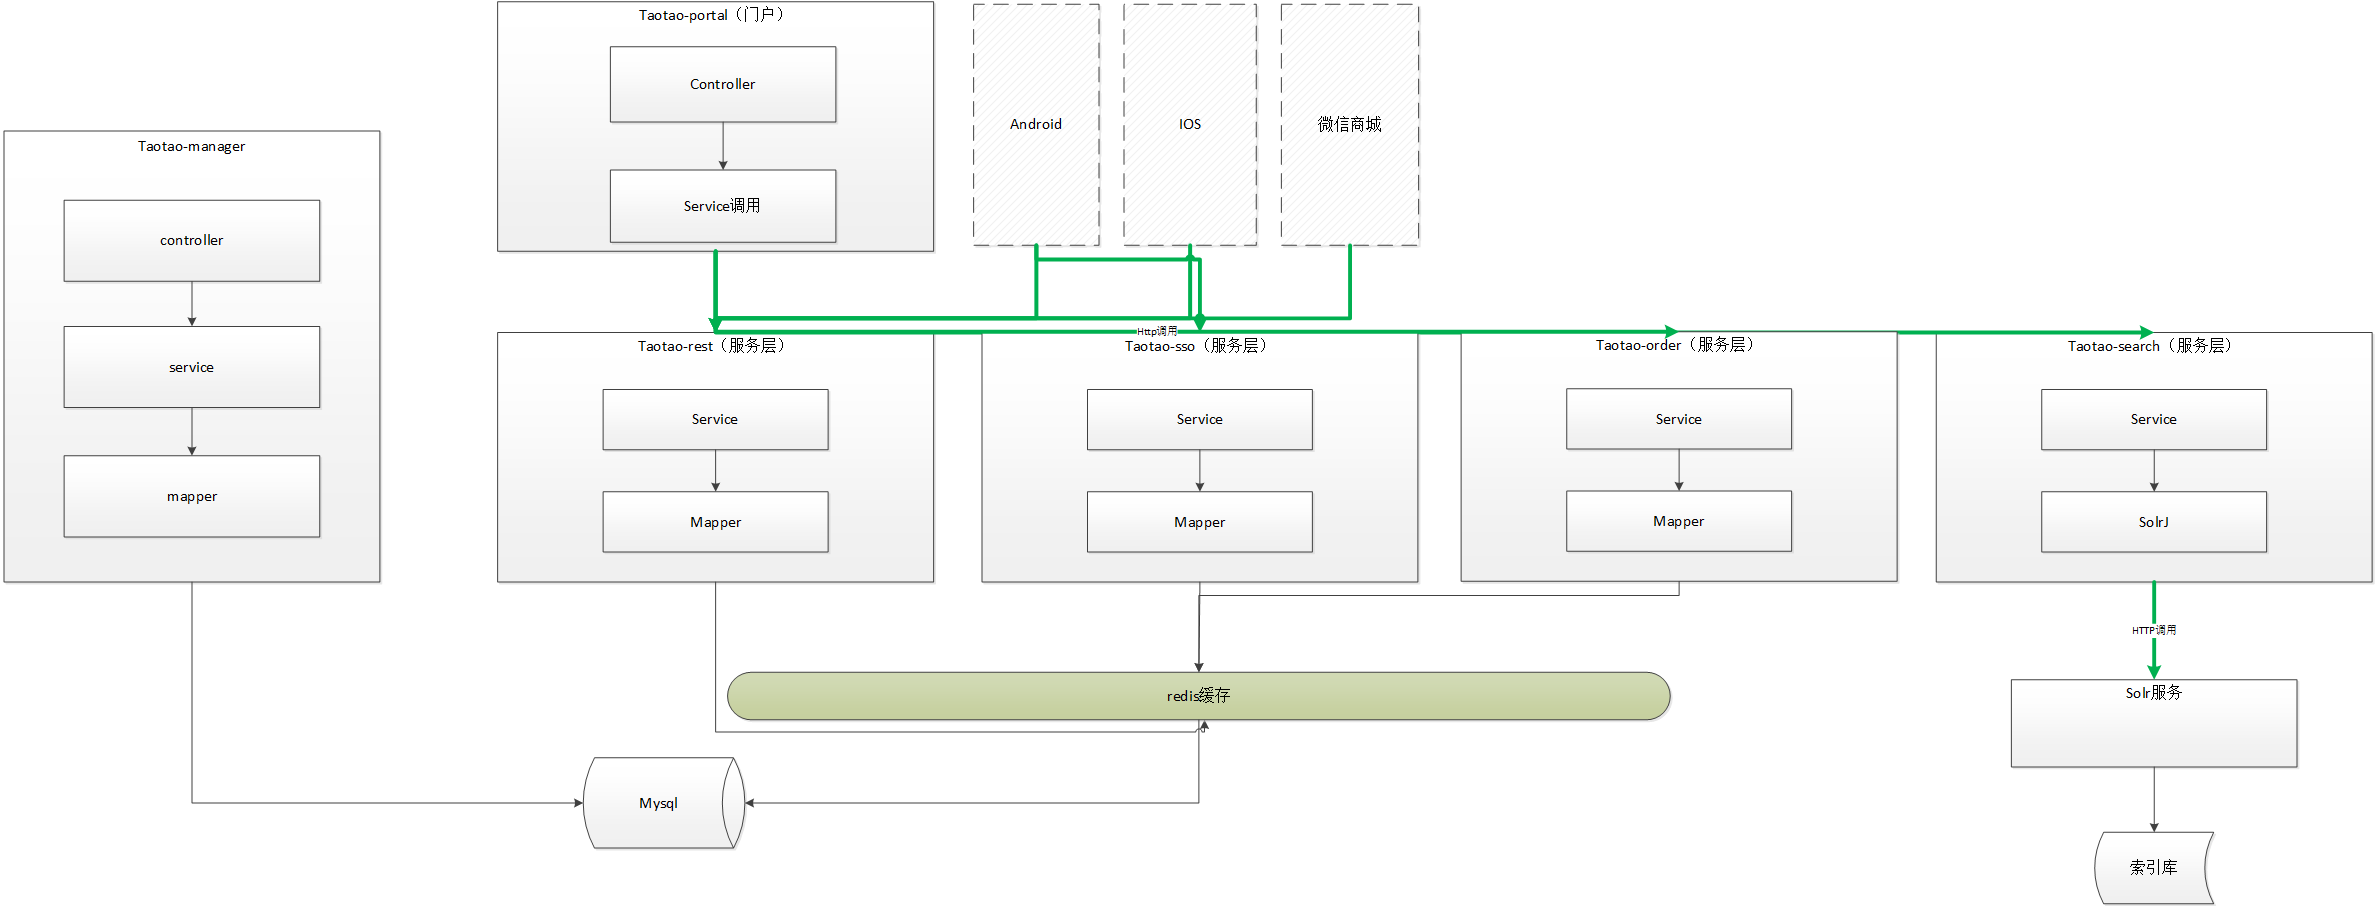 Taotao-portal（门户）
Controller
Service调用
Android
IOS
微信商城
Taotao-manager
controller
service
mapper
Http调用
Taotao-rest（服务层）
Service
Mapper
Taotao-sso（服务层）
Service
Mapper
Taotao-order（服务层）
Service
Mapper
Taotao-search（服务层）
Service
SolrJ
HTTP调用
redis缓存
Solr服务
Mysql
索引库